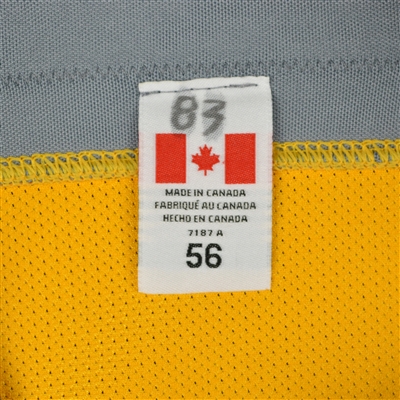 83
MADE IN CANADA
FABRIQUÉ AU CANADA
HECHO EN CANADA
7187 A
56